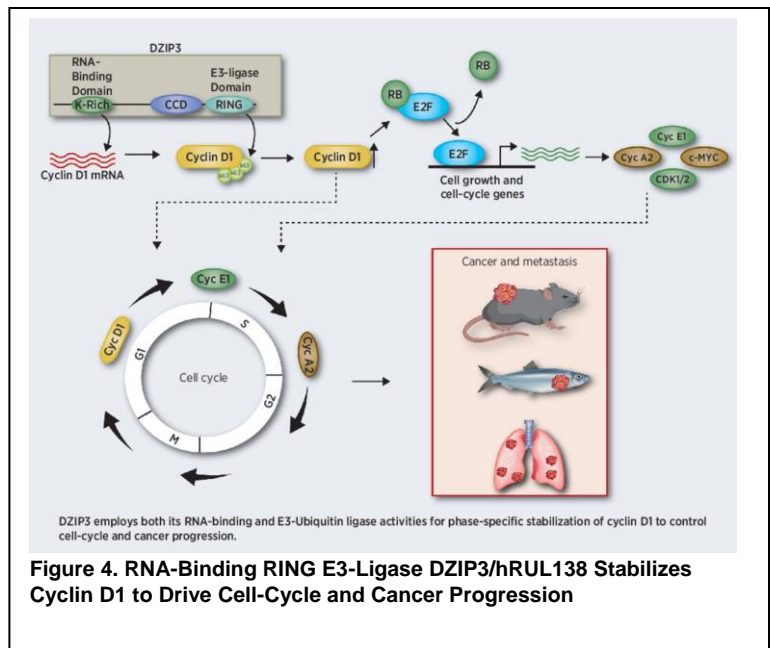 DZIP3
RNA-
Binding
Domain
E3-ligase
Domain
K-Rich
CCD
RING
Cyclin D1 mRNA
Cyclin D1
Cyclin D1
RB
E2F
RB
E2F
Cell growth and
cell-cycle genes
Cyc E1
Cyc A2
c-MYC
CDK1/2
Cyc E1
Cyc D1
Cyc A2
G1
S
G2
M
Cell cycle
Cancer and metastasis
DZIP3 employs both its RNA-binding and E3-Ubiquitin ligase activities for phase-specific stabilization of cyclin D1 to control
cell-cycle and cancer progression.
Figure 4. RNA-Binding RING E3-Ligase DZIP3/hRUL138 Stabilizes
Cyclin D1 to Drive Cell-Cycle and Cancer Progression